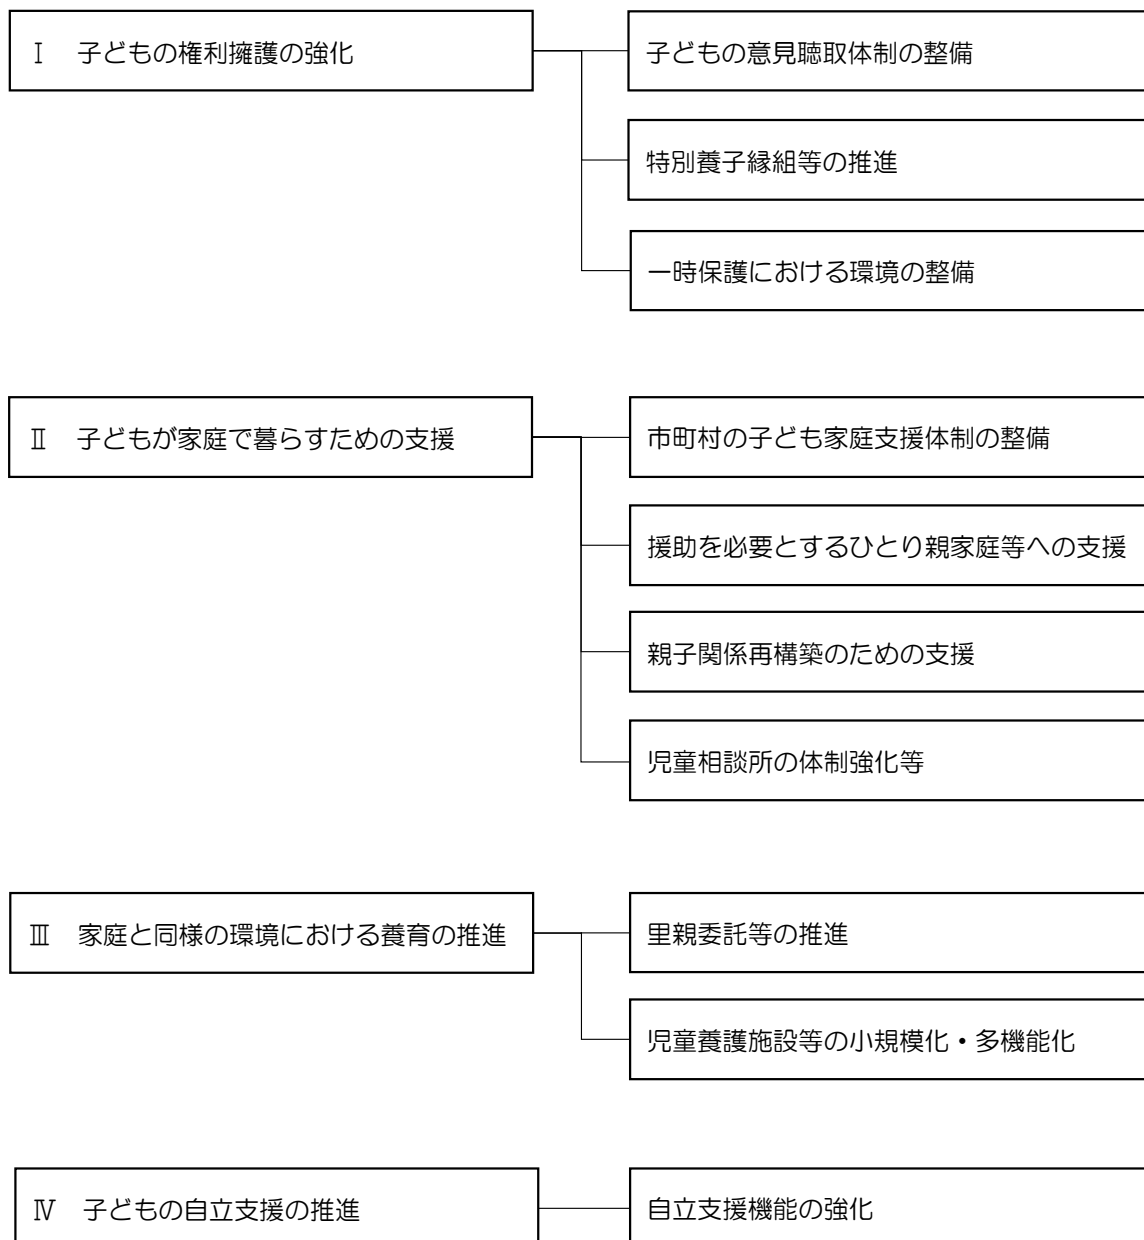 Ⅰ 子どもの権利擁護の強化
子どもの意見聴取体制の整備
特別養子縁組等の推進
一時保護における環境の整備
Ⅱ 子どもが家庭で暮らすための支援
市町村の子ども家庭支援体制の整備
援助を必要とするひとり親家庭等への支援
親子関係再構築のための支援
児童相談所の体制強化等
Ⅲ 家庭と同様の環境における養育の推進
里親委託等の推進
児童養護施設等の小規模化・多機能化
Ⅳ 子どもの自立支援の推進
自立支援機能の強化